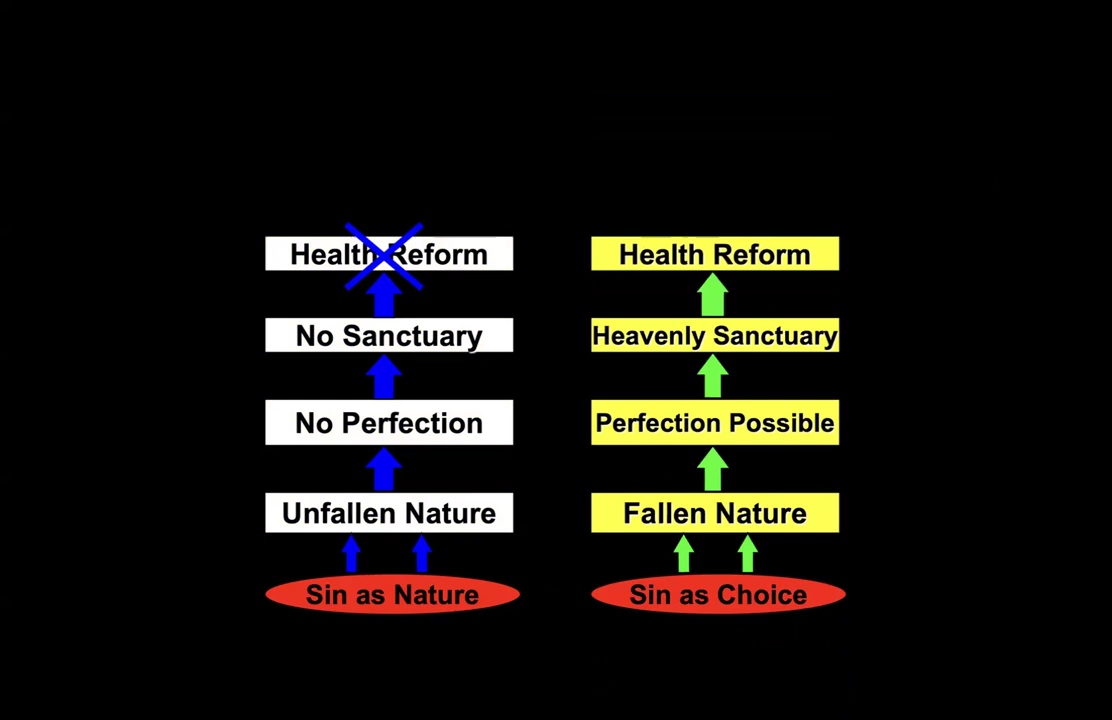 Health Reform
No Sanctuary
No Perfection
Unfallen Nature
Sin as Nature
Health Reform
Heavenly Sanctuary
Perfection Possible
Fallen Nature
Sin as Choice